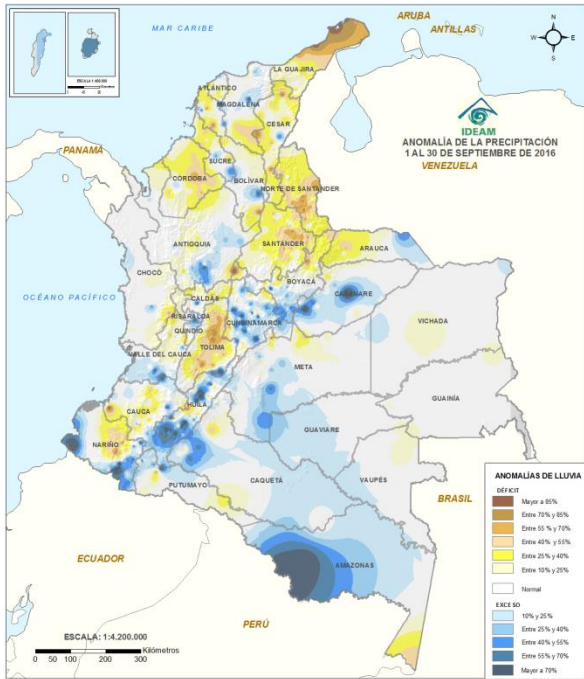 MAR CARIBE
ARUBA
ANTILLAS
N
W E
S
ESCALA 1:400.000
LA GUAJIRA
ATLÁNTICO
MAGDALENA
CESAR
IDEAM
ANOMALÍA DE LA PRECIPITACIÓN
1 AL 30 DE SEPTIEMBRE DE 2016
VENEZUELA
PANAMÁ
SUCRE
CÓRDOBA
BOLÍVAR
NORTE DE SANTANDER
ANTIOQUIA
SANTANDER
ARAUCA
CHOCÓ
BOYACÁ
OCÉANO PACÍFICO
CALDAS
CASANARE
RISARALDA
CUNDINAMARCA
VICHADA
QUINDÍO
TOLIMA
VALLE DEL CAUCA
META
GUAINÍA
HUILA
CAUCA
GUAVIARE
NARIÑO
CAQUETÁ
VAUPÉS
PUTUMAYO
BRASIL
ECUADOR
AMAZONAS
PERÚ
ESCALA: 1:4.200.000
Kilómetros
0 50 100 200 300
ANOMALÍAS DE LLUVIA
DÉFICIT
Mayor a 85%
Entre 70% y 85%
Entre 55 % y 70%
Entre 40% y 55%
Entre 25% y 40%
Entre 10% y 25%
Normal
EXCESO
10% y 25%
Entre 25% y 40%
Entre 40% y 55%
Entre 55% y 70%
Mayor a 70%